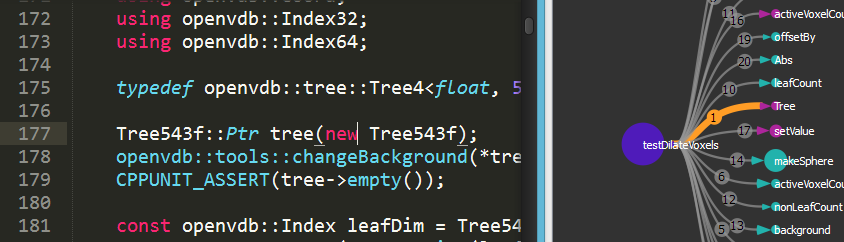 172 using openvdb::Index32;
173 using openvdb::Index64;
174
175 typedef openvdb::tree::Tree4<float, 5
176
177 Tree543f::Ptr tree(new Tree543f);
178 openvdb::tools::changeBackground(*tre
179 CPPUNIT_ASSERT(tree->empty());
180
181 const openvdb::Index leafDim = Tree54
11
16 activeVoxelCou
19 offsetBy
20 Abs
10 leafCount
1 Tree
17 setValue
testDilateVoxels
14 makeSphere
6 activeVoxelCou
12 nonLeafCount
5 13 background